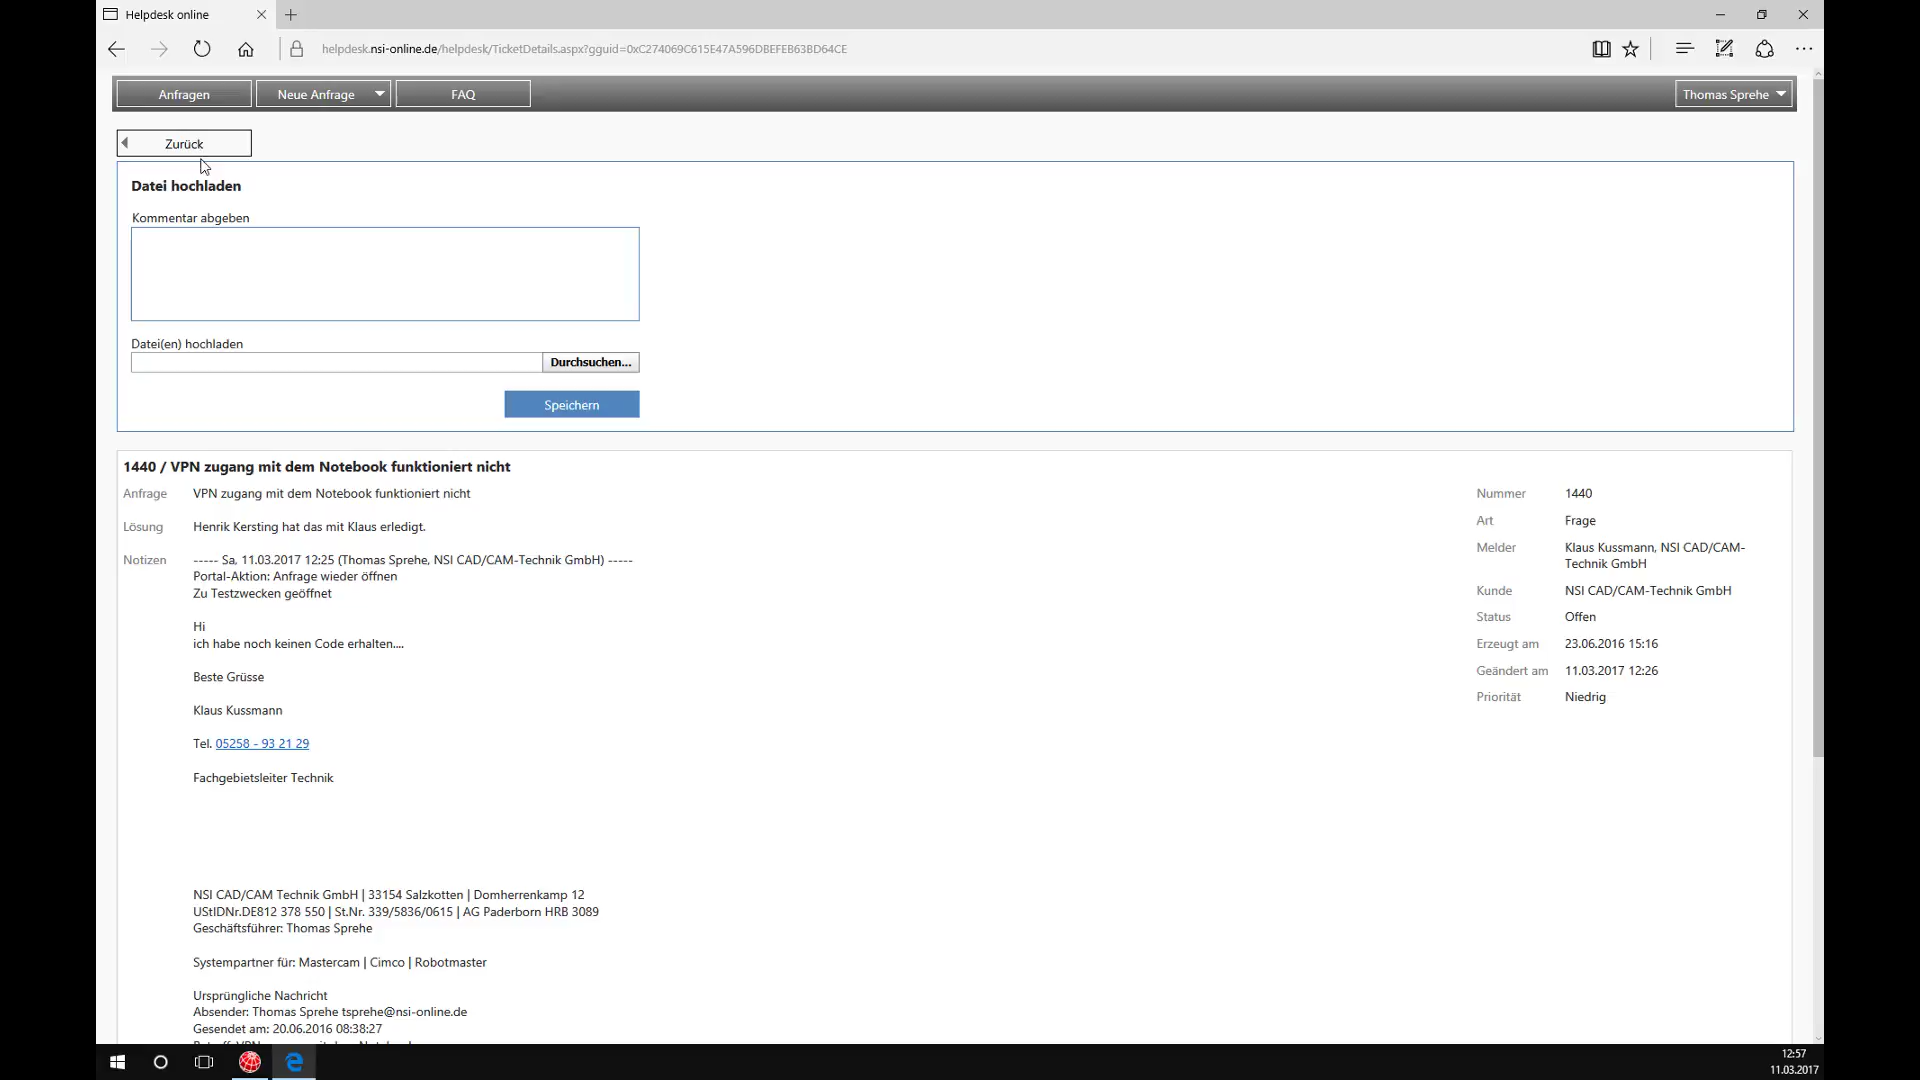 Helpdesk online
helpdesk.nsi-online.de/helpdesk/TicketDetails.aspx?gguid=0xC274069C615E47A596DBEFEB63BD64CE
Anfragen
Neue Anfrage
FAQ
Thomas Sprehe
Zurück
Datei hochladen
Kommentar abgeben
Datei(en) hochladen
Durchsuchen...
Speichern
1440 / VPN zugang mit dem Notebook funktioniert nicht
Anfrage VPN zugang mit dem Notebook funktioniert nicht
Lösung Henrik Kersting hat das mit Klaus erledigt.
Notizen ----- Sa, 11.03.2017 12:25 (Thomas Sprehe, NSI CAD/CAM-Technik GmbH) -----
Portal-Aktion: Anfrage wieder öffnen
Zu Testzwecken geöffnet
Hi
ich habe noch keinen Code erhalten....
Beste Grüsse
Klaus Kussmann
Tel. 05258 - 93 21 29
Fachgebietsleiter Technik
NSI CAD/CAM Technik GmbH | 33154 Salzkotten | Domherrenkamp 12
UStIDNr.DE812 378 550 | St.Nr. 339/5836/0615 | AG Paderborn HRB 3089
Geschäftsführer: Thomas Sprehe
Systempartner für: Mastercam | Cimco | Robotmaster
Ursprüngliche Nachricht
Absender: Thomas Sprehe tsprehe@nsi-online.de
Gesendet am: 20.06.2016 08:38:27
Nummer 1440
Art Frage
Melder Klaus Kussmann, NSI CAD/CAM-
Technik GmbH
Kunde NSI CAD/CAM-Technik GmbH
Status Offen
Erzeugt am 23.06.2016 15:16
Geändert am 11.03.2017 12:26
Priorität Niedrig
12:57
11.03.2017